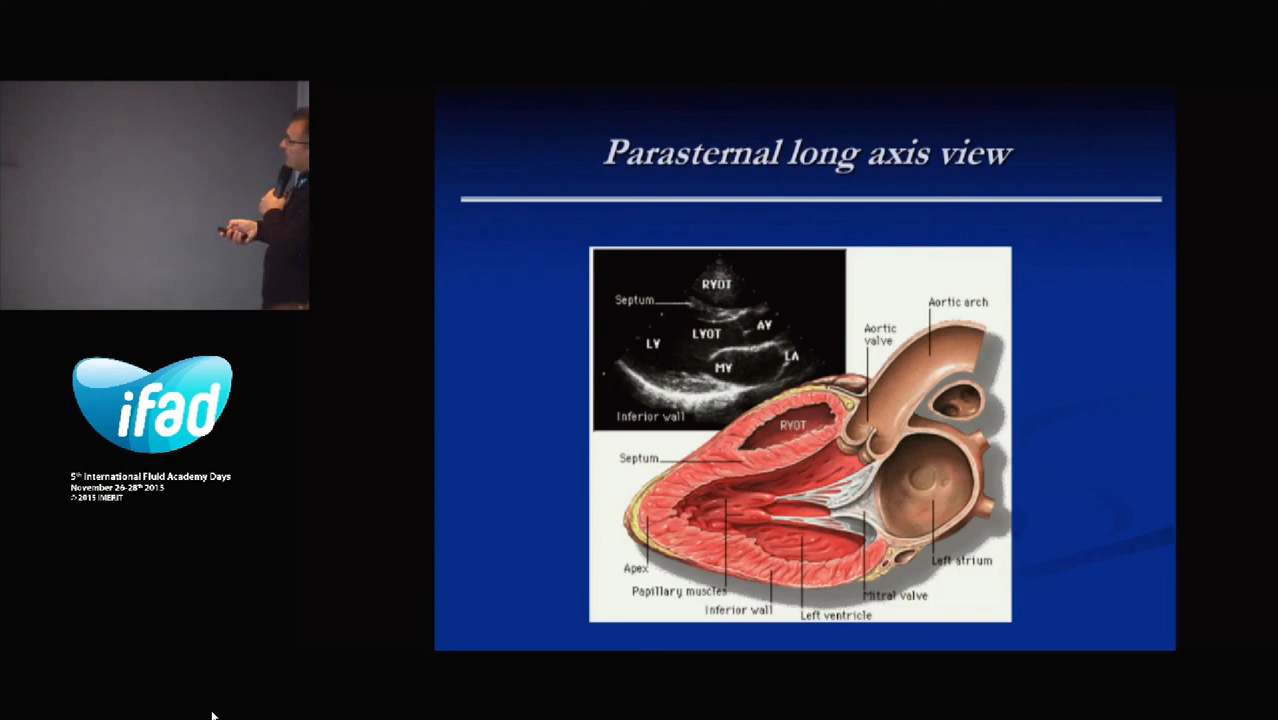 Parasternal long axis view
RVOT
Septum
LVOT
AV
LV
LA
MV
Inferior wall
Aortic arch
Aortic
valve
RVOT
Septum
Apex
Left atrium
Papillary muscles
Mitral valve
Inferior wall
Left ventricle
ifad
5th International Fluid Academy Days
November 26-28th 2015
© 2015 IMERIT